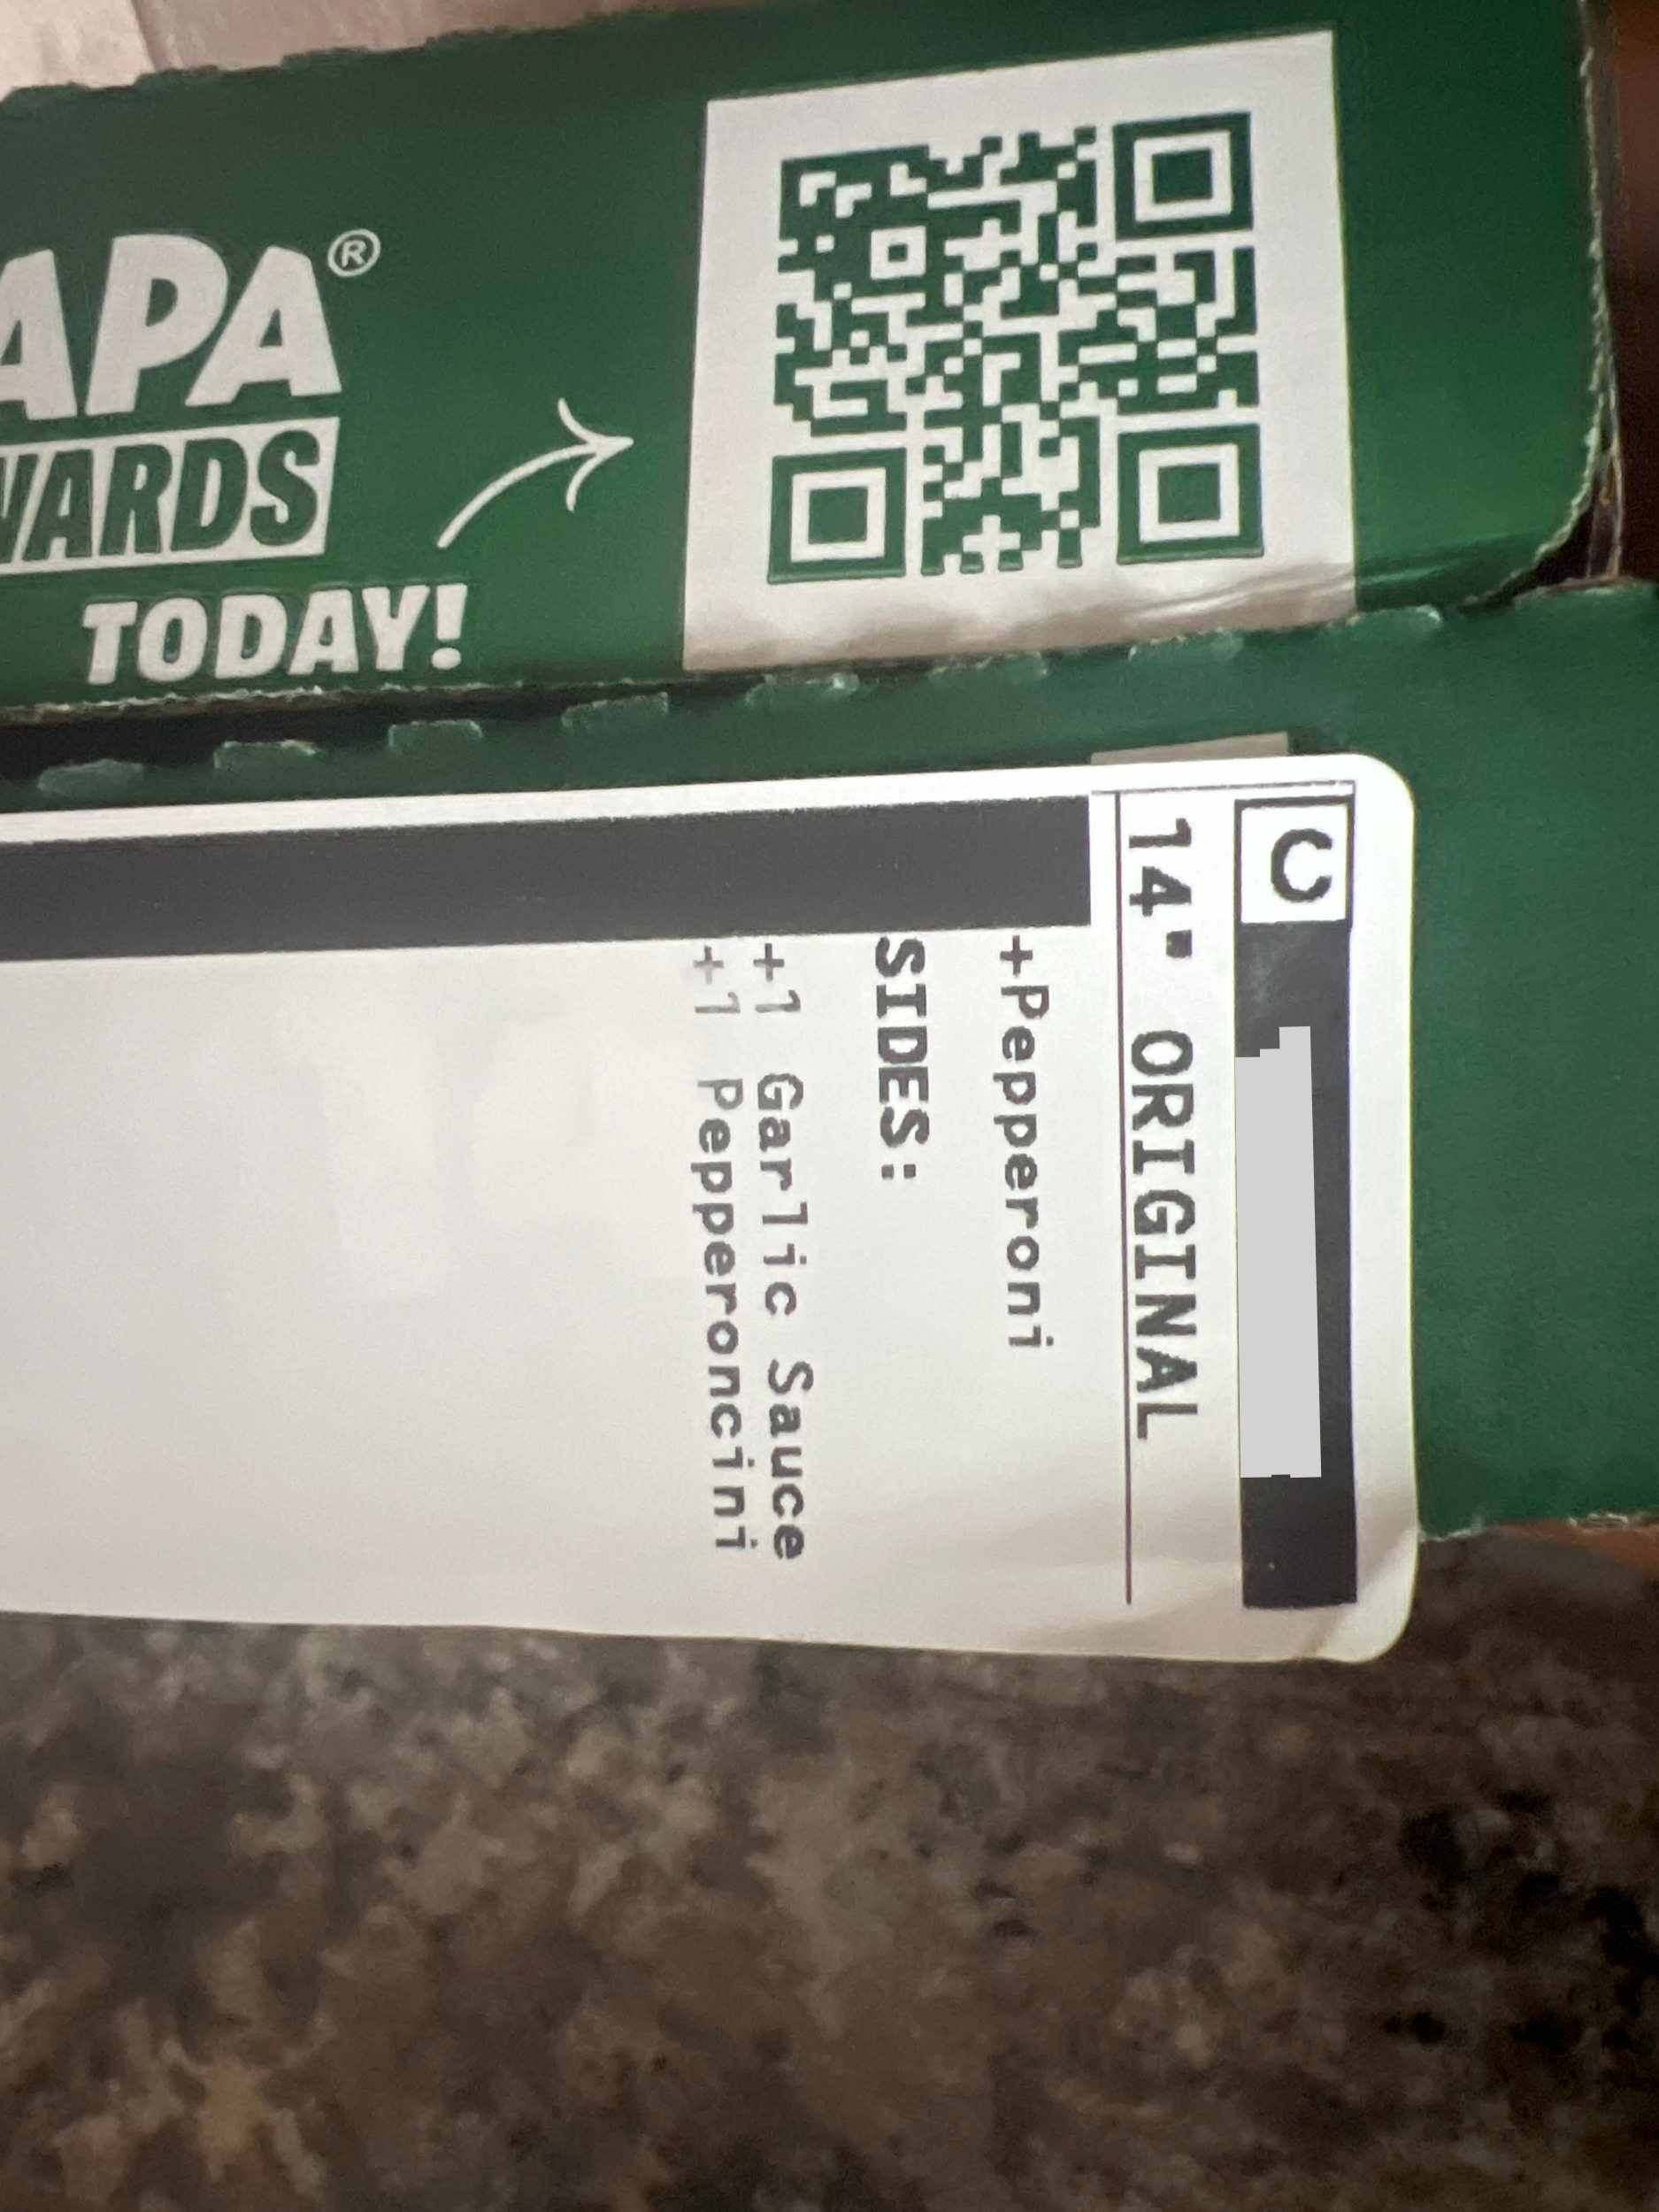 APA®
WARDS
TODAY!
C
14" ORIGINAL
+Pepperoni
SIDES:
+1 Garlic Sauce
+1 Pepperoncini